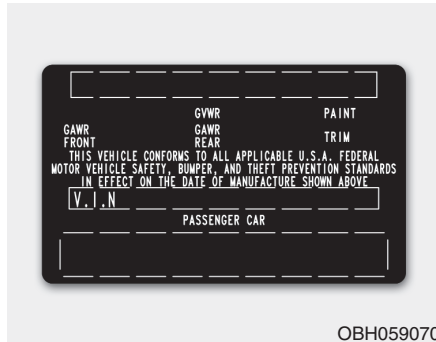 GVWR PAINT
GAWR GAWR
FRONT REAR TRIM
THIS VEHICLE CONFORMS TO ALL APPLICABLE U.S.A. FEDERAL
MOTOR VEHICLE SAFETY, BUMPER, AND THEFT PREVENTION STANDARDS
IN EFFECT ON THE DATE OF MANUFACTURE SHOWN ABOVE
V.I.N
PASSENGER CAR
OBH059070